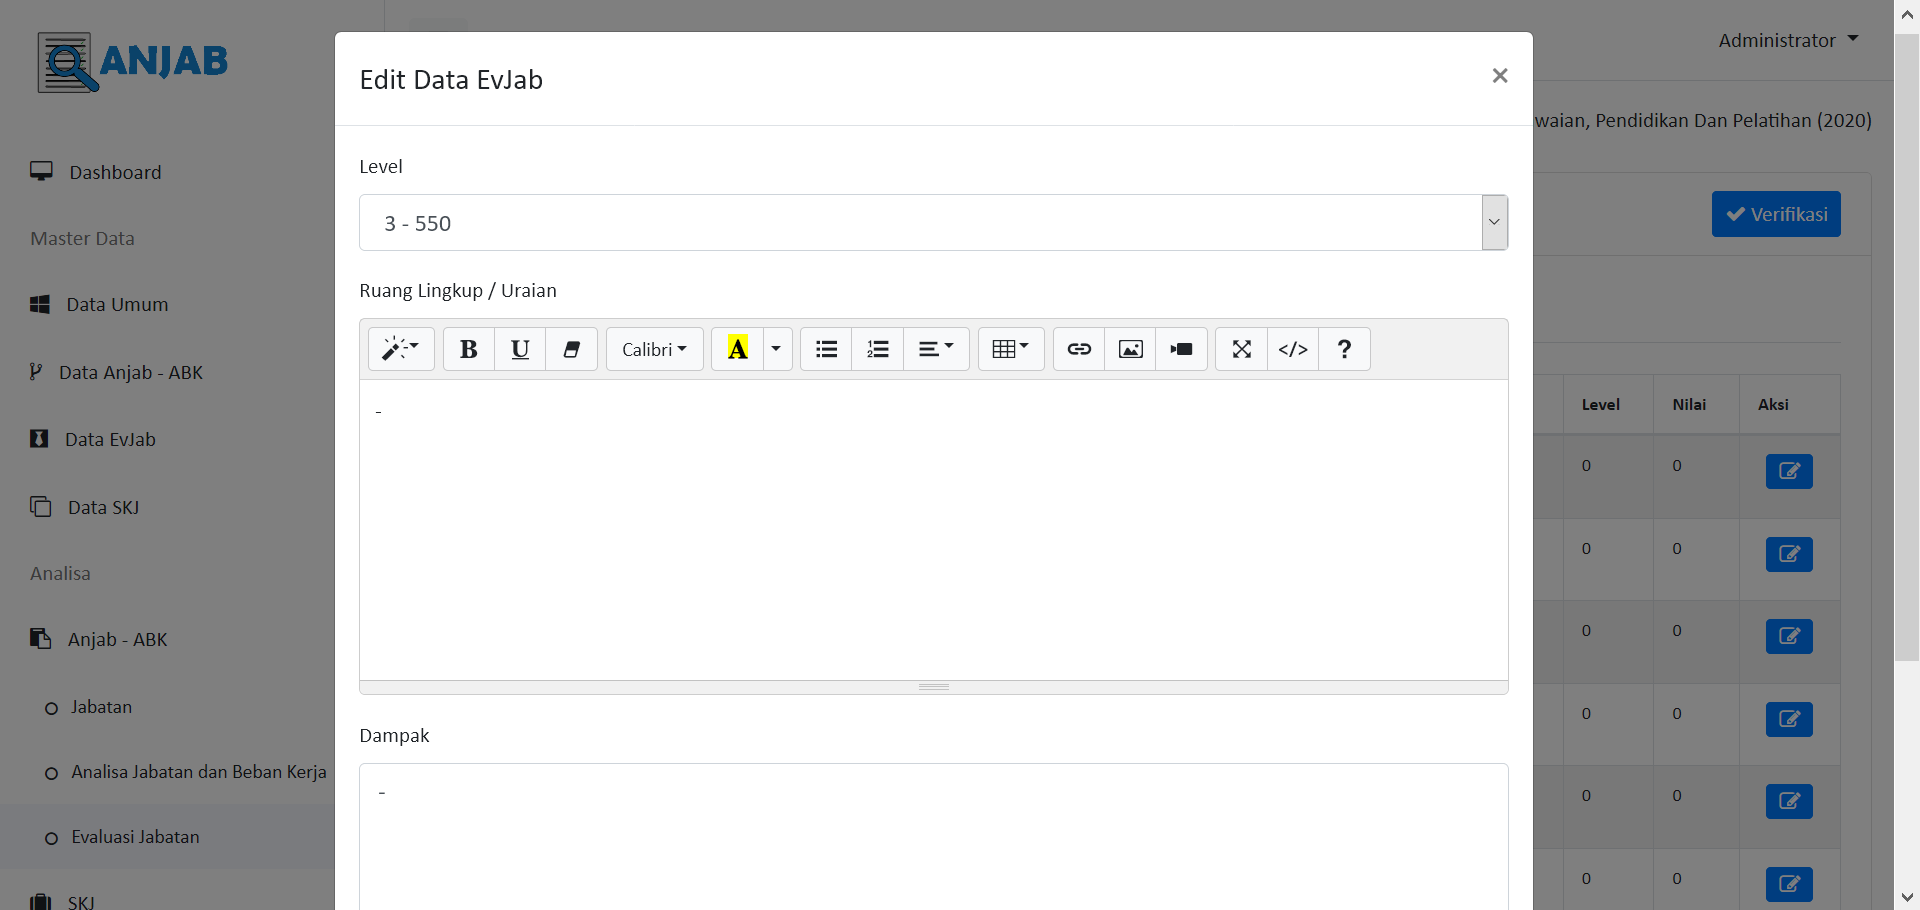 ANJAB
Administrator
Edit Data EvJab
×
waian, Pendidikan Dan Pelatihan (2020)
Dashboard
Master Data
Data Umum
Data Anjab - ABK
Data EvJab
Data SKJ
Analisa
Anjab - ABK
Jabatan
Analisa Jabatan dan Beban Kerja
Evaluasi Jabatan
SKJ
Level
3 - 550
Ruang Lingkup / Uraian
B U Calibri A </> ?
-
Dampak
-
Verifikasi
Level Nilai Aksi
0 0
0 0
0 0
0 0
0 0
0 0